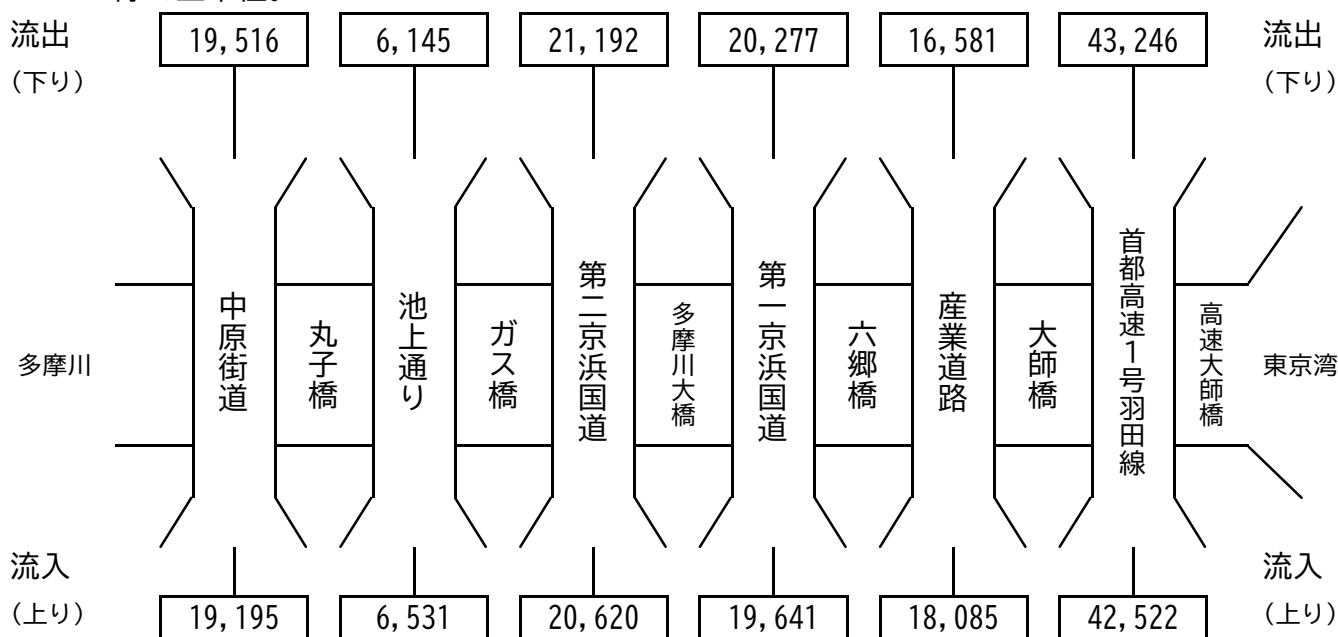 流出
(下り)
19,516
6,145
21,192
20,277
16,581
43,246
流出
(下り)
多摩川
中原街道
丸子橋
池上通り
ガス橋
第二京浜国道
多摩川大橋
第一京浜国道
六郷橋
産業道路
大師橋
首都高速1号羽田線
高速大師橋
東京湾
流入
(上り)
19,195
6,531
20,620
19,641
18,085
42,522
流入
(上り)